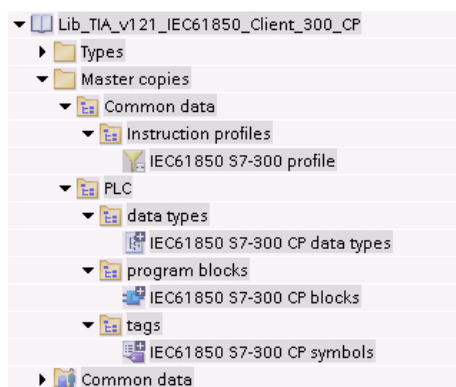 Lib_TIA_v121_IEC61850_Client_300_CP
Types
Master copies
Common data
Instruction profiles
IEC61850 S7-300 profile
PLC
data types
IEC61850 S7-300 CP data types
program blocks
IEC61850 S7-300 CP blocks
tags
IEC61850 S7-300 CP symbols
Common data